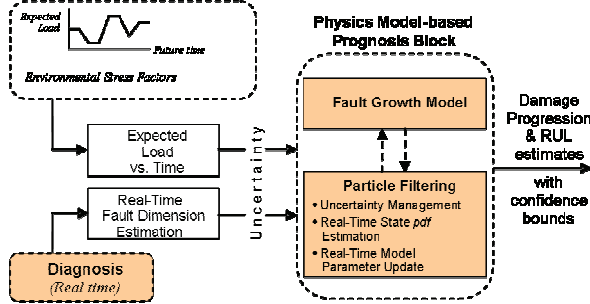 Expected
Load
Future time
Environmental Stress Factors
Expected
Load
vs. Time
Real-Time
Fault Dimension
Estimation
Diagnosis
(Real time)
Uncertainty
Physics Model-based
Prognosis Block
Fault Growth Model
Particle Filtering
• Uncertainty Management
• Real-Time State pdf
Estimation
• Real-Time Model
Parameter Update
Damage
Progression
& RUL
estimates
with
confidence
bounds